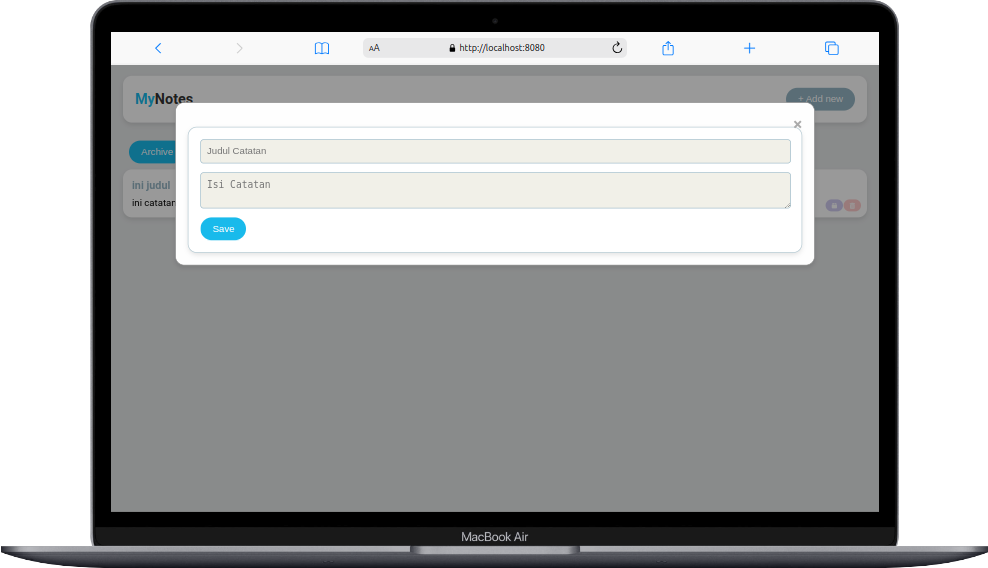 AA http://localhost:8080
MyNotes
+ Add new
×
Archive
Judul Catatan
ini judul
Isi Catatan
ini catatan
Save
MacBook Air